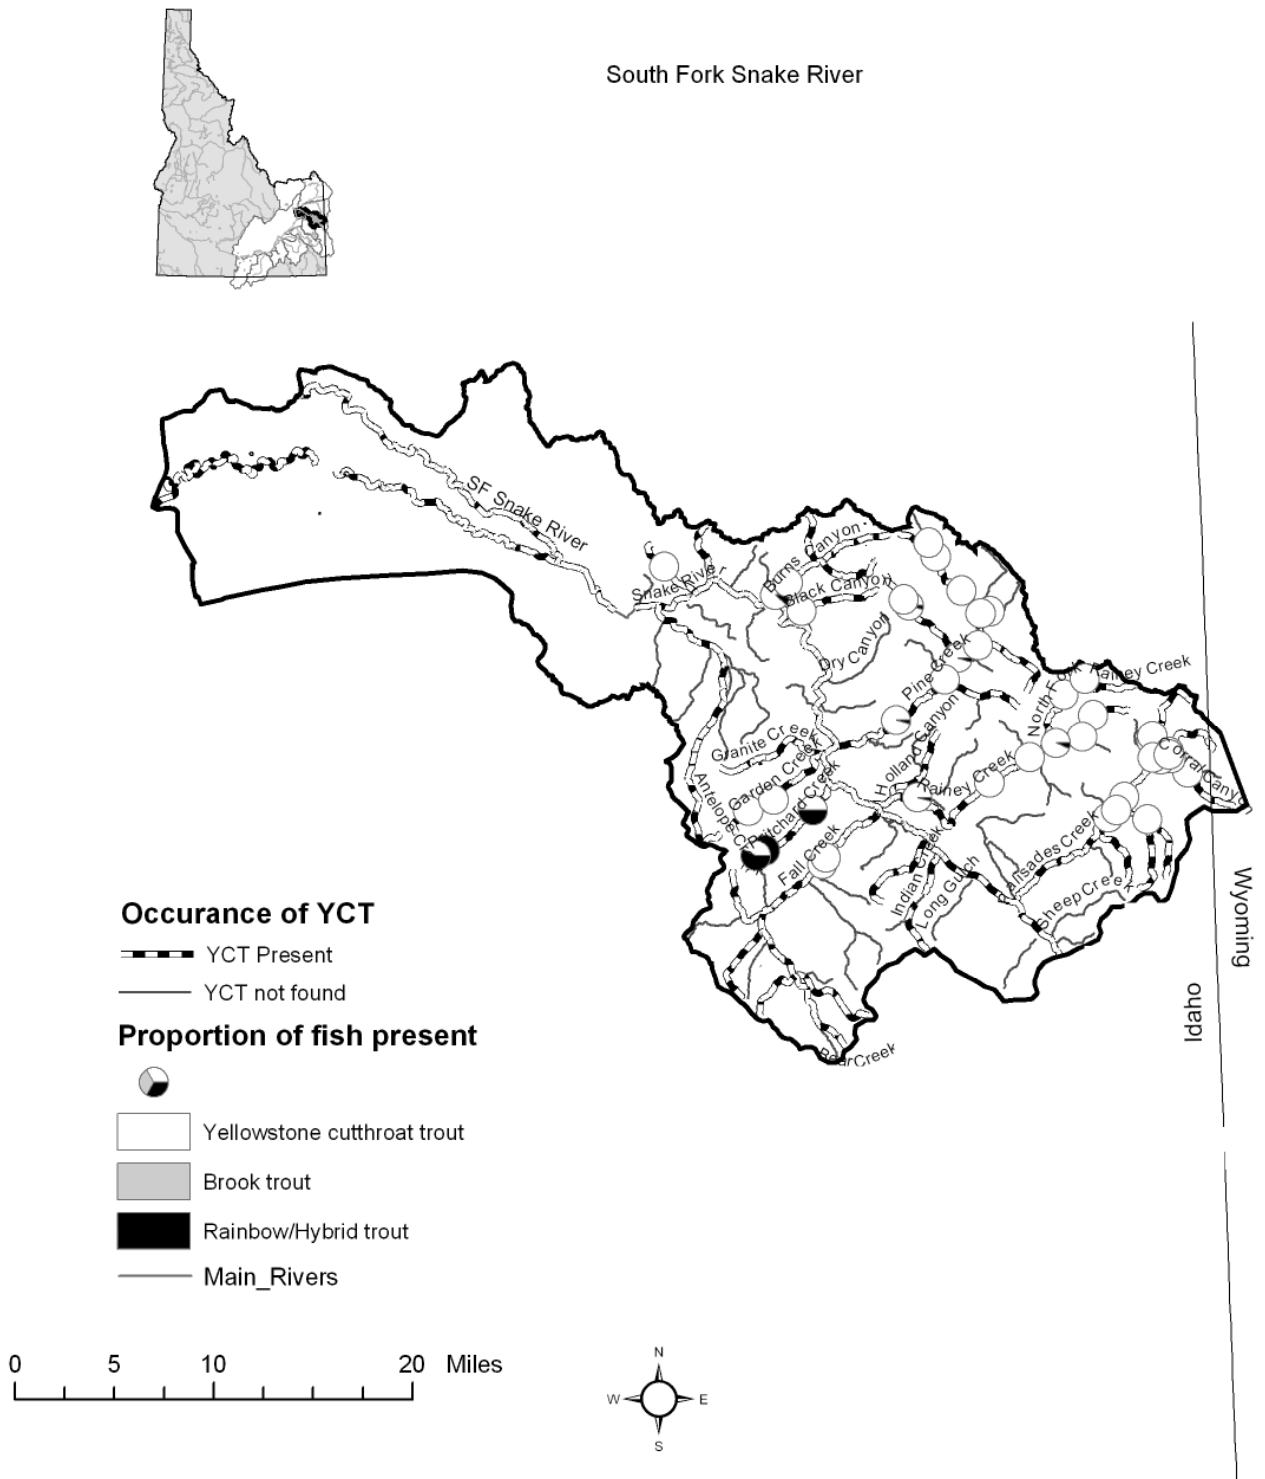 South Fork Snake River
SF Snake River
Snake River
Burns Canyon
Black Canyon
Dry Canyon
Pine Creek
North Fork Rainey Creek
Granite Creek
Holland Canyon
Garden Creek
Rainey Creek
Corral Canyo
Antelope C
Pritchard Creek
Fall Creek
Indian Creek
Long Gulch
alisades Creek
Sheep Creek
Bear Creek
Wyoming
Idaho
Occurance of YCT
YCT Present
YCT not found
Proportion of fish present
Yellowstone cutthroat trout
Brook trout
Rainbow/Hybrid trout
Main_Rivers
0 5 10 20 Miles
N
W E
S